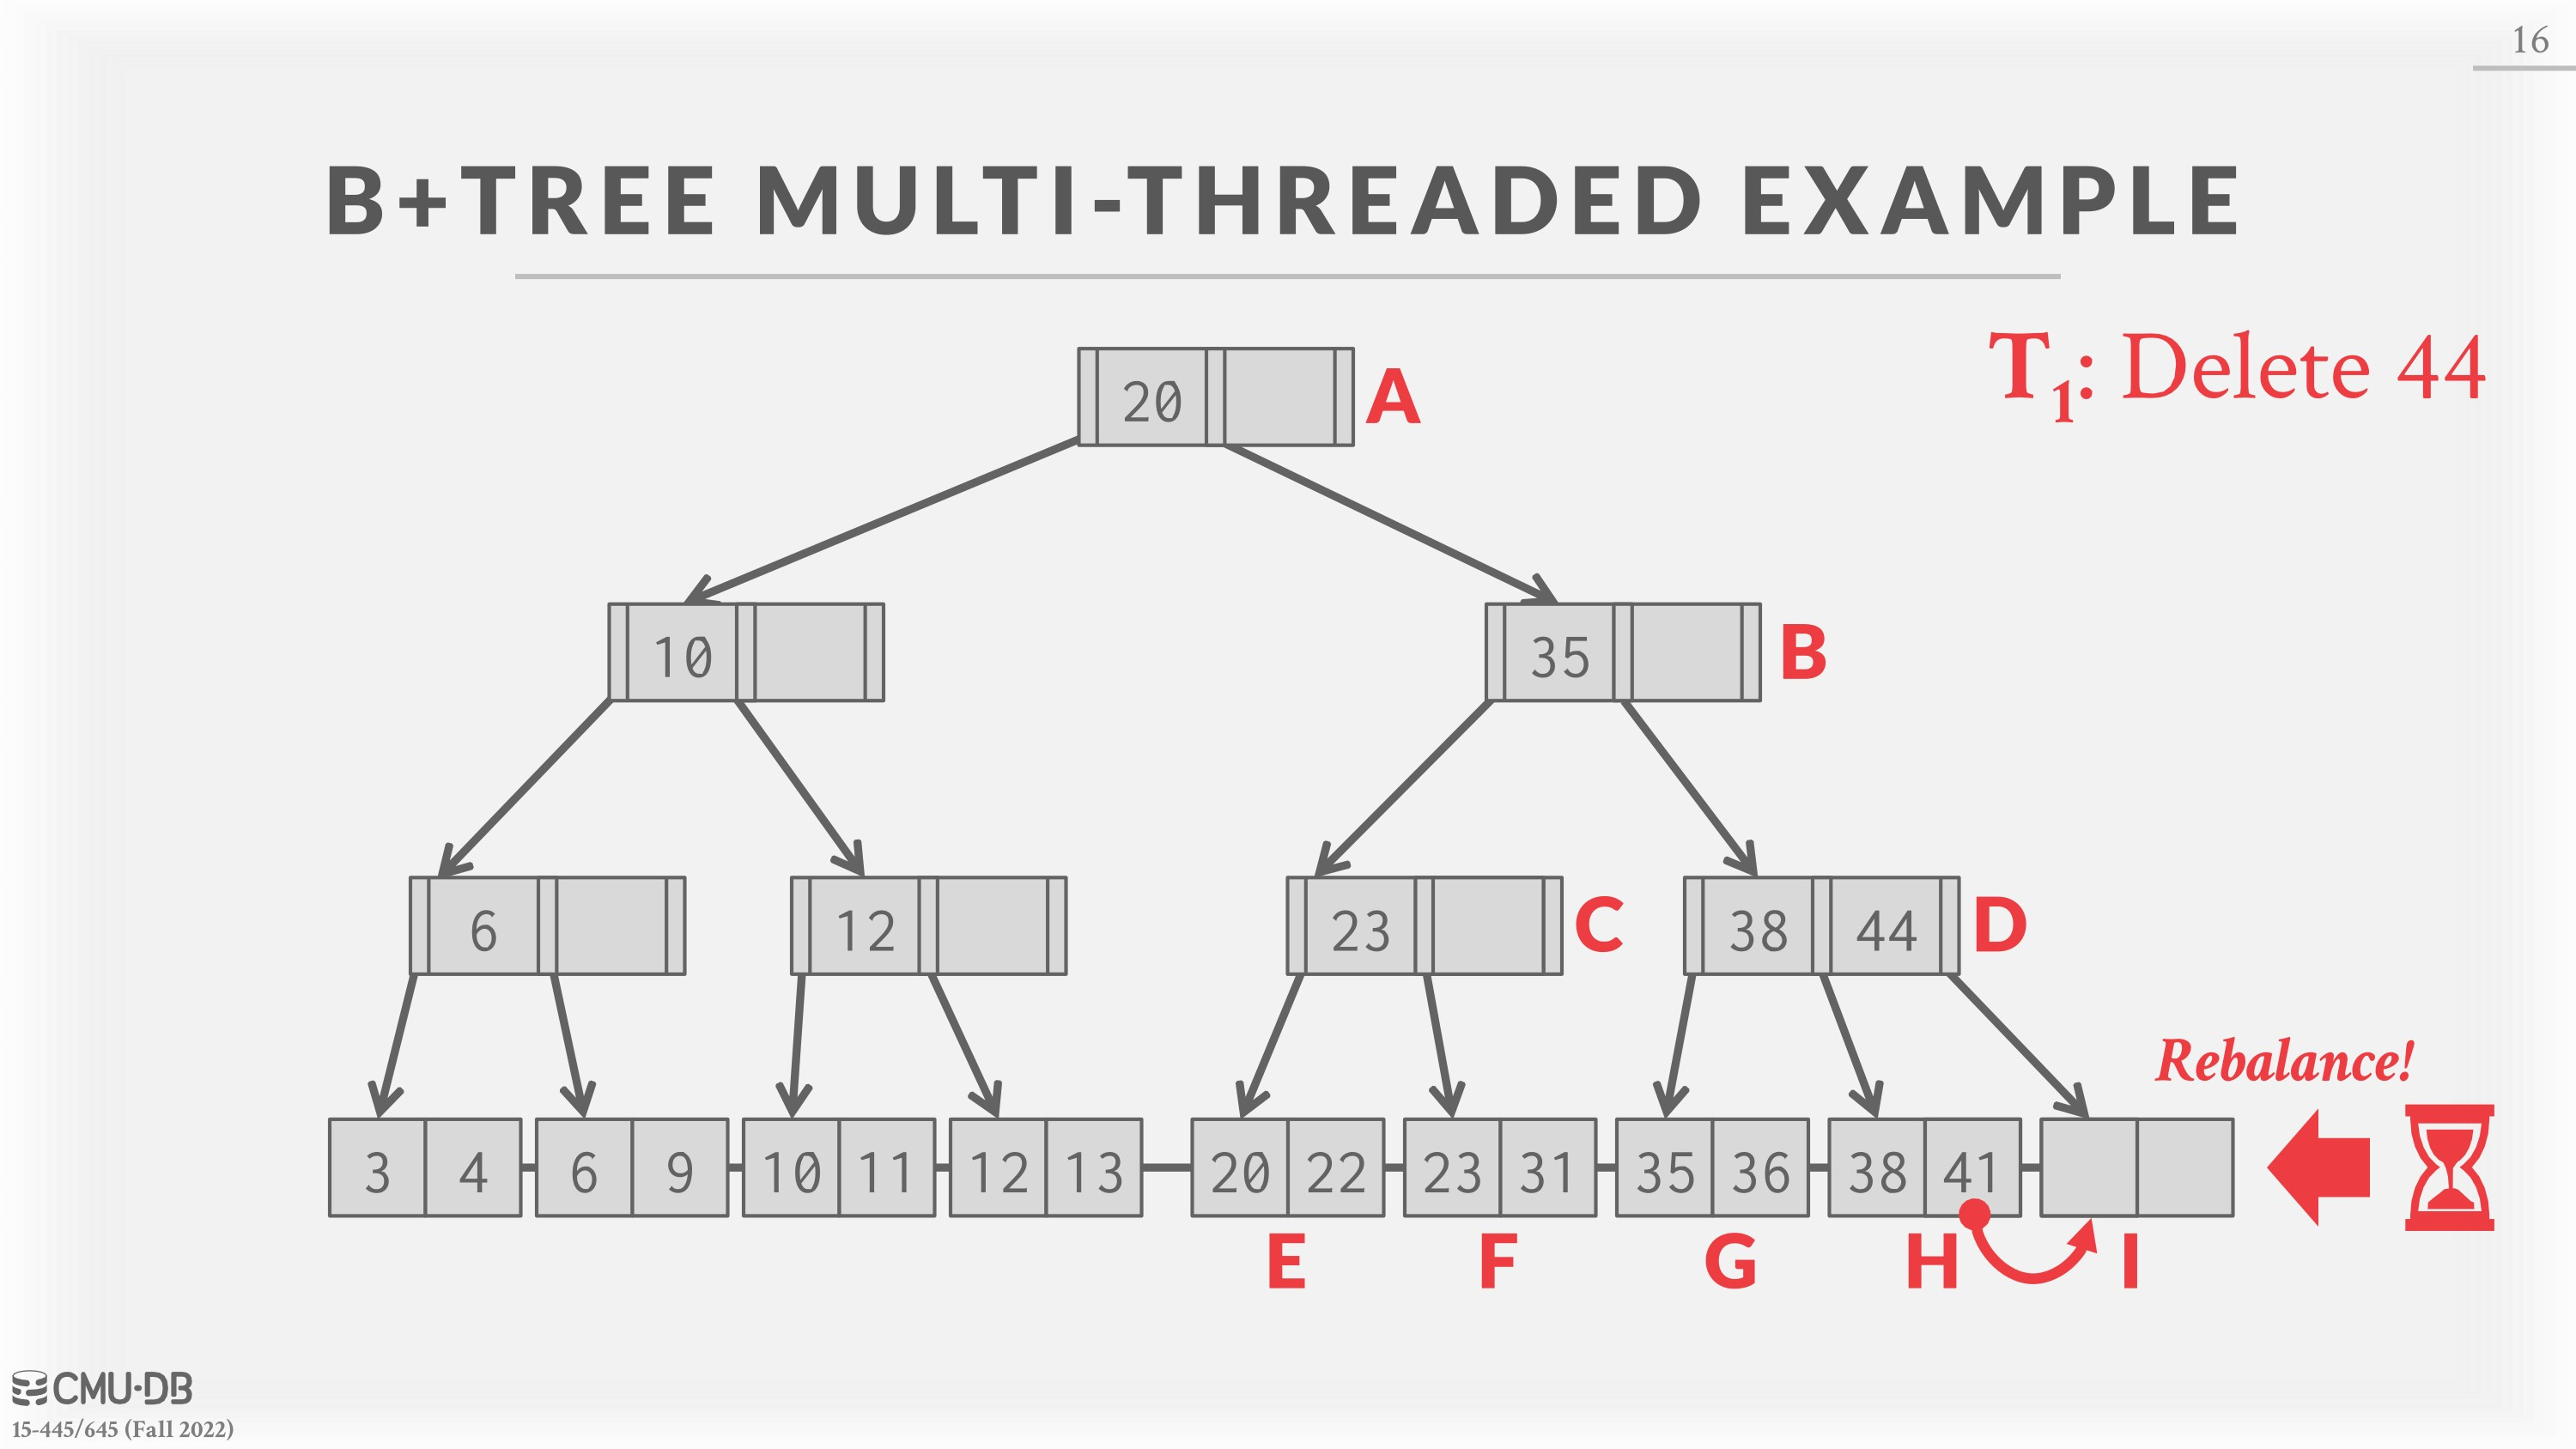 16
B+TREE MULTI-THREADED EXAMPLE
T1: Delete 44
20 A
10 35 B
6 12 23 C 38 44 D
Rebalance!
3 4 6 9 10 11 12 13 20 22 23 31 35 36 38 41
E F G H I
CMU·DB
15-445/645 (Fall 2022)